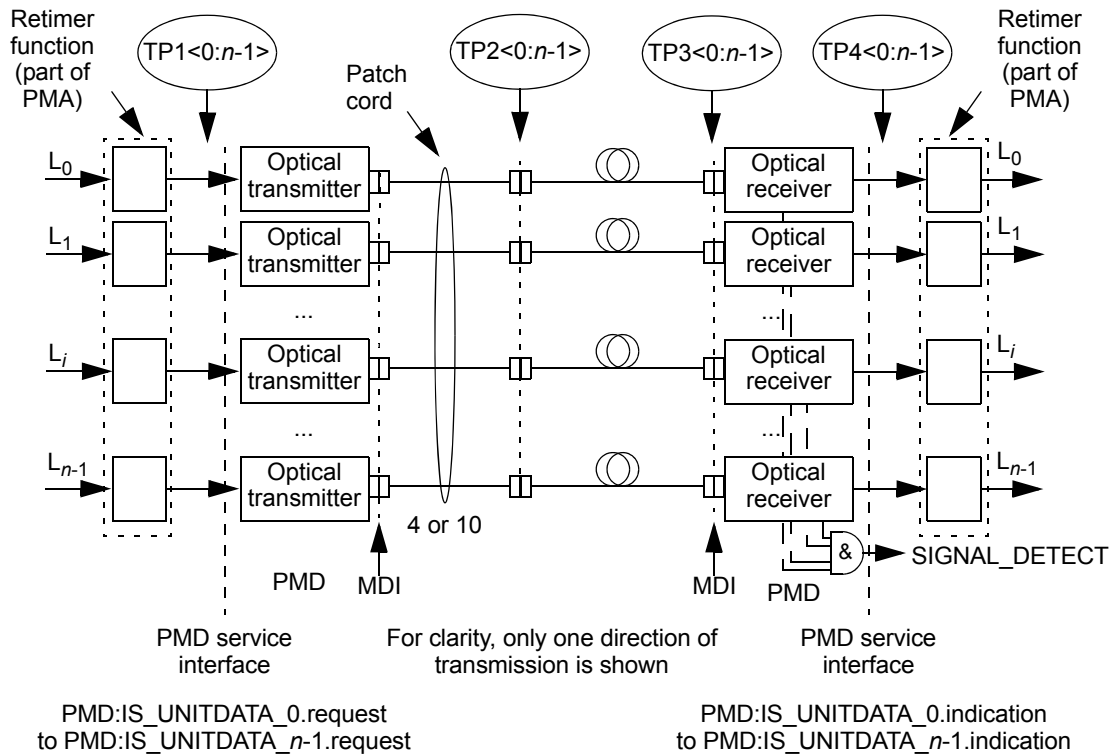 Retimer
function
(part of
PMA)
TP1<0:n-1>
Patch
cord
TP2<0:n-1>
TP3<0:n-1>
TP4<0:n-1>
Retimer
function
(part of
PMA)
L0
Optical
transmitter
Optical
receiver
L0
L1
Optical
transmitter
Optical
receiver
L1
...
...
Li
Optical
transmitter
Optical
receiver
Li
...
...
Ln-1
Optical
transmitter
Optical
receiver
Ln-1
4 or 10
&
SIGNAL_DETECT
PMD
MDI
MDI
PMD
PMD service
interface
For clarity, only one direction of
transmission is shown
PMD service
interface
PMD:IS_UNITDATA_0.request
to PMD:IS_UNITDATA_n-1.request
PMD:IS_UNITDATA_0.indication
to PMD:IS_UNITDATA_n-1.indication